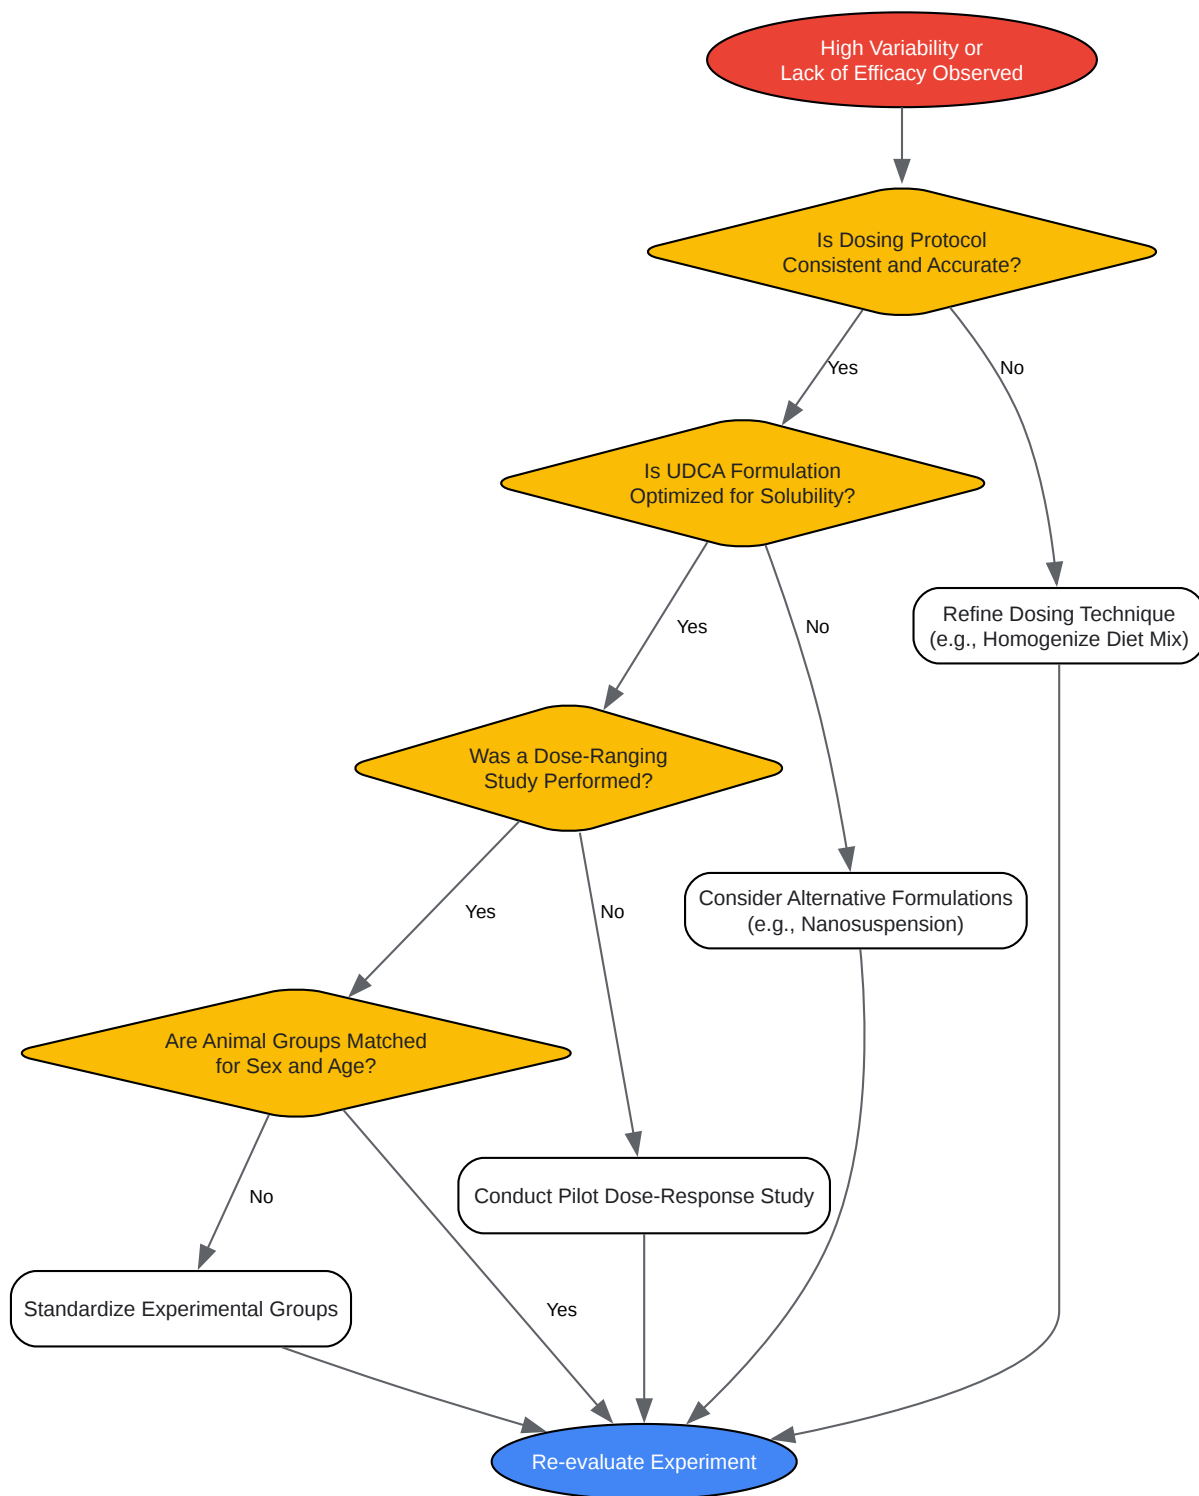 High Variability or
Lack of Efficacy Observed
Is Dosing Protocol
Consistent and Accurate?
Yes
No
Is UDCA Formulation
Optimized for Solubility?
Yes
No
Refine Dosing Technique
(e.g., Homogenize Diet Mix)
Was a Dose-Ranging
Study Performed?
Yes
No
Consider Alternative Formulations
(e.g., Nanosuspension)
Are Animal Groups Matched
for Sex and Age?
No
Yes
Conduct Pilot Dose-Response Study
Standardize Experimental Groups
Re-evaluate Experiment